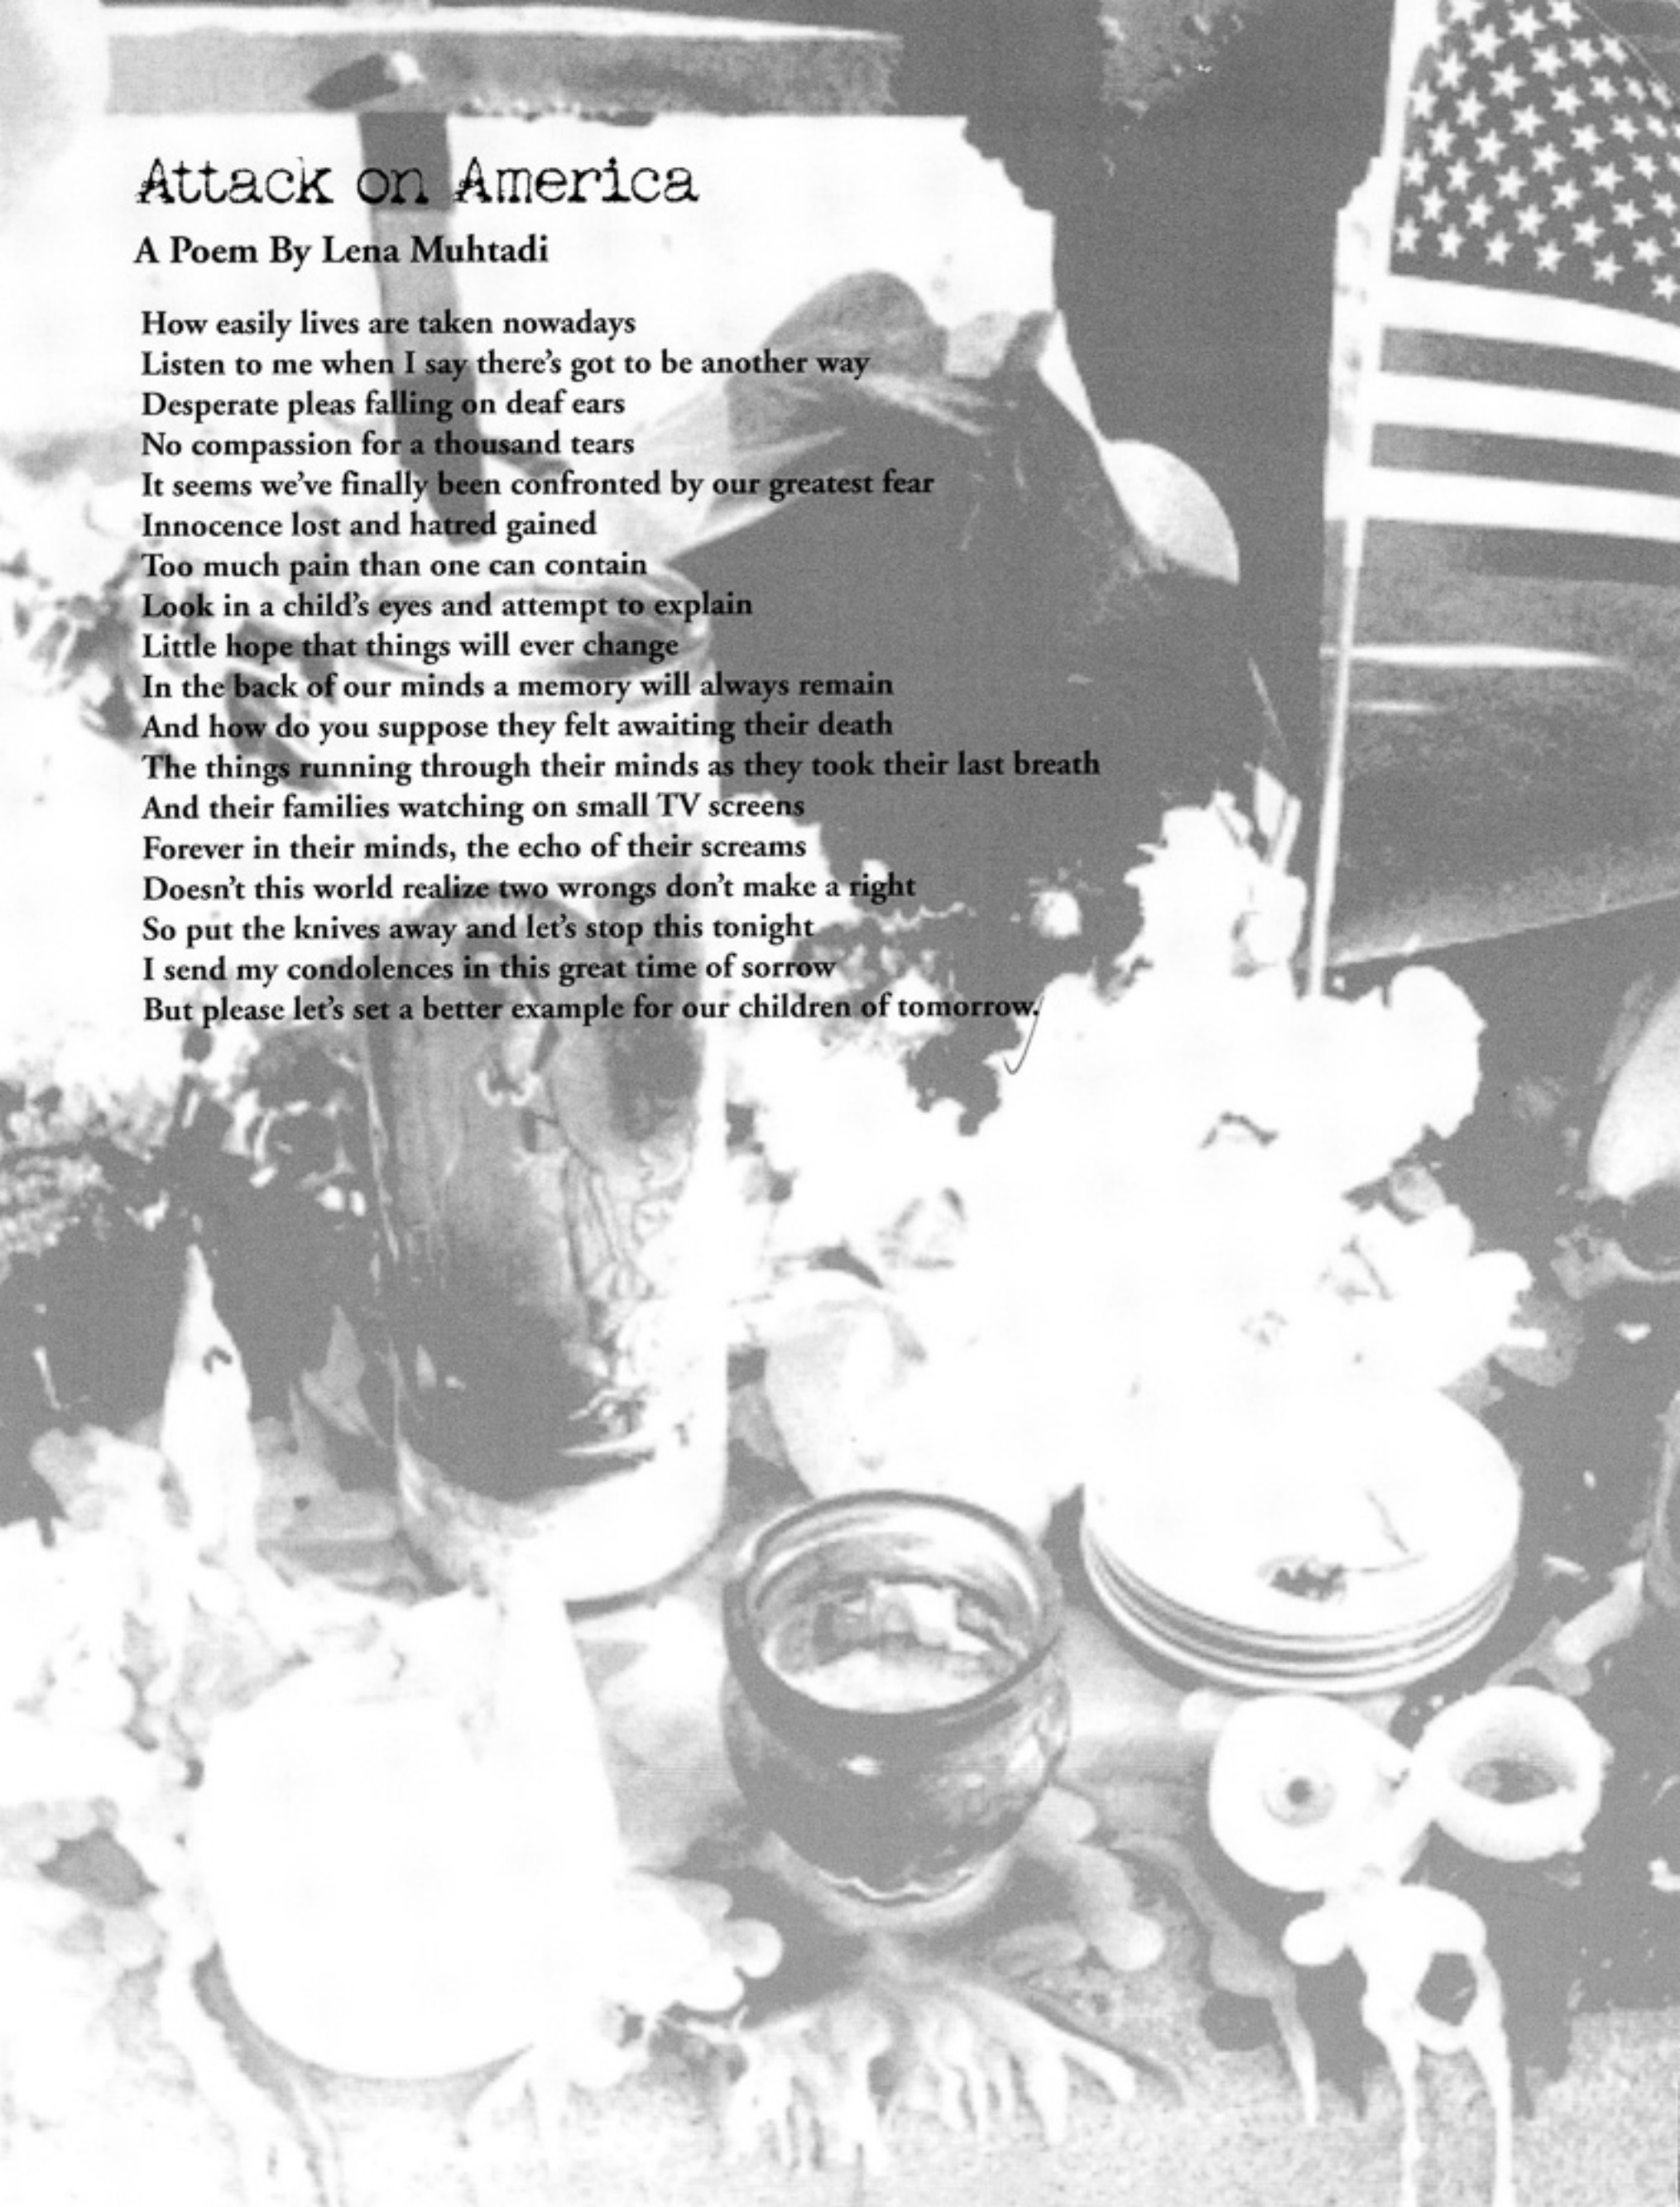 Attack on America
A Poem By Lena Muhtadi
How easily lives are taken nowadays
Listen to me when I say there's got to be another way
Desperate pleas falling on deaf ears
No compassion for a thousand tears
It seems we've finally been confronted by our greatest fear
Innocence lost and hatred gained
Too much pain than one can contain
Look in a child's eyes and attempt to explain
Little hope that things will ever change
In the back of our minds a memory will always remain
And how do you suppose they felt awaiting their death
The things running through their minds as they took their last breath
And their families watching on small TV screens
Forever in their minds, the echo of their screams
Doesn't this world realize two wrongs don't make a right
So put the knives away and let's stop this tonight
I send my condolences in this great time of sorrow
But please let's set a better example for our children of tomorrow.